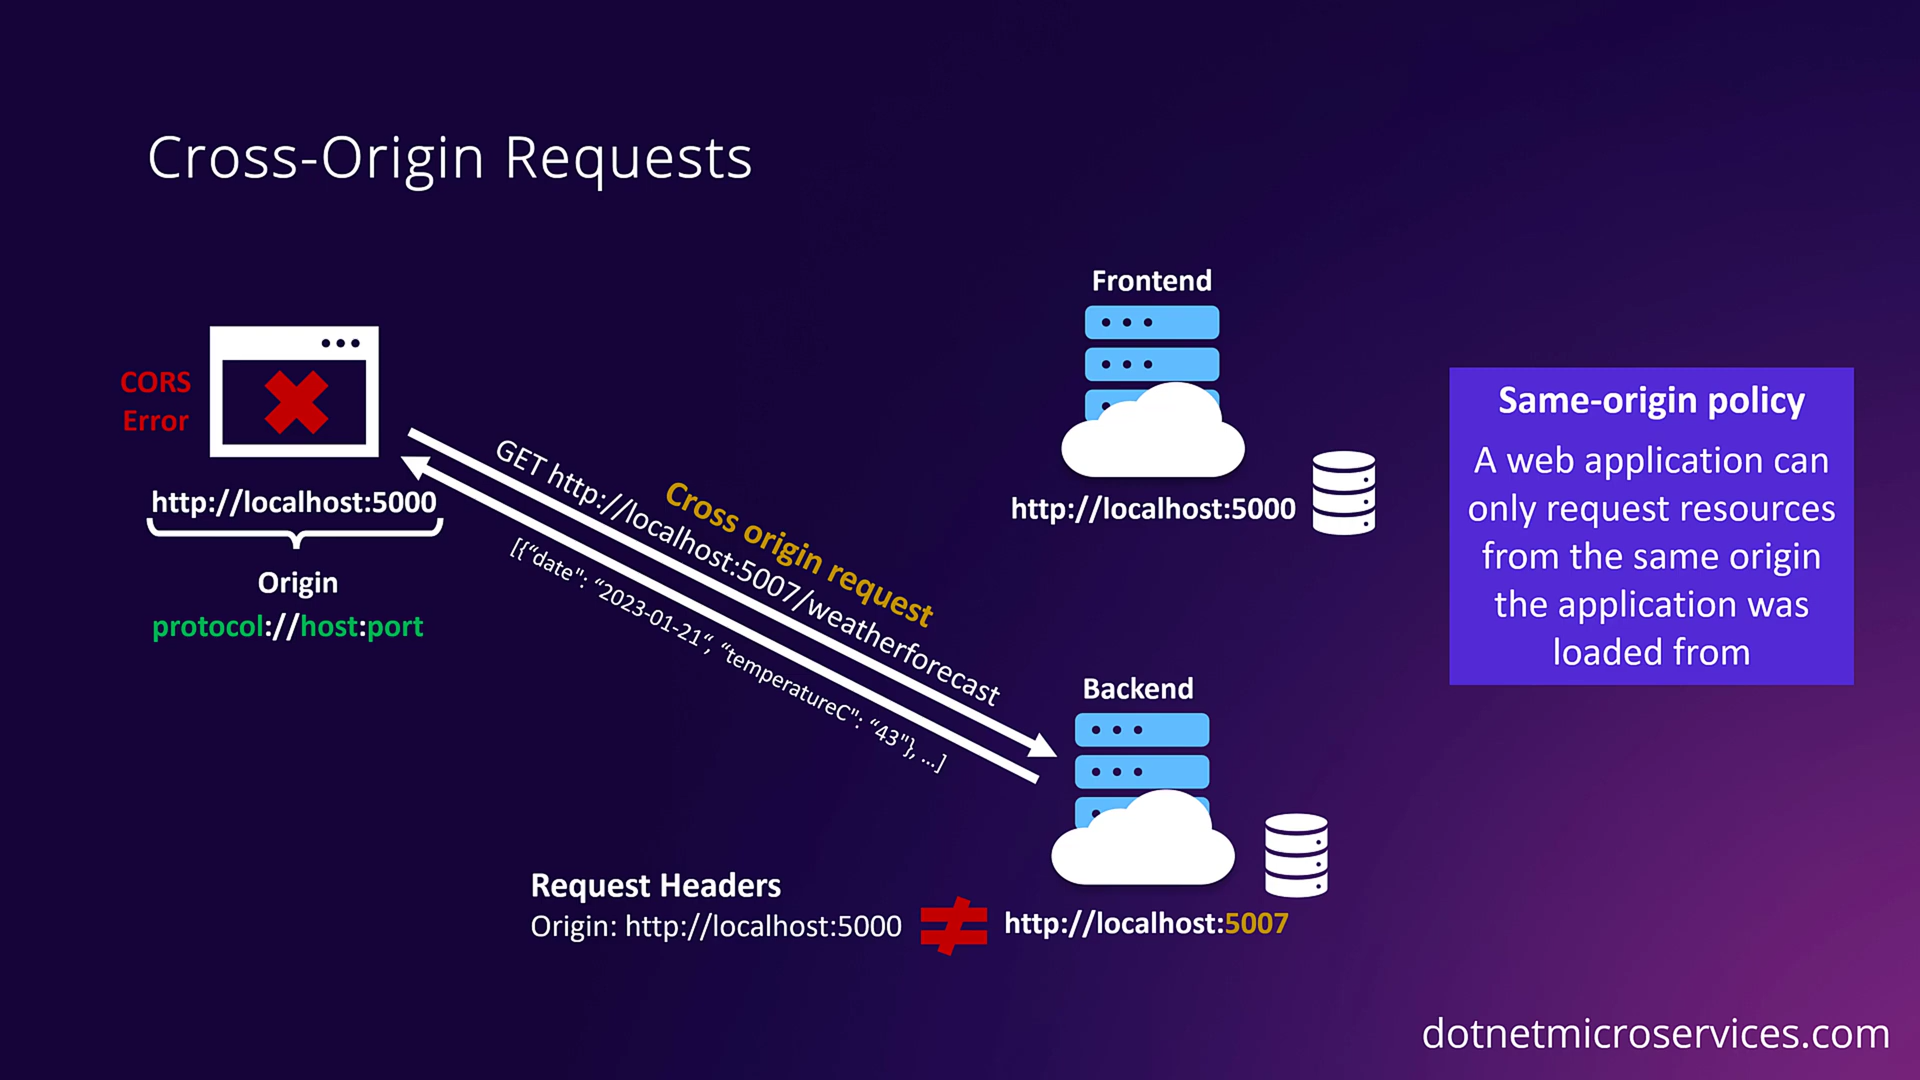 Cross-Origin Requests
CORS
Error
http://localhost:5000
Origin
protocol://host:port
GET http://localhost:5007/weatherforecast
Cross origin request
[{“date": “2023-01-21“, “temperatureC": “43"}, ...]
Frontend
http://localhost:5000
Backend
Request Headers
Origin: http://localhost:5000
http://localhost:5007
Same-origin policy
A web application can
only request resources
from the same origin
the application was
loaded from
dotnetmicroservices.com